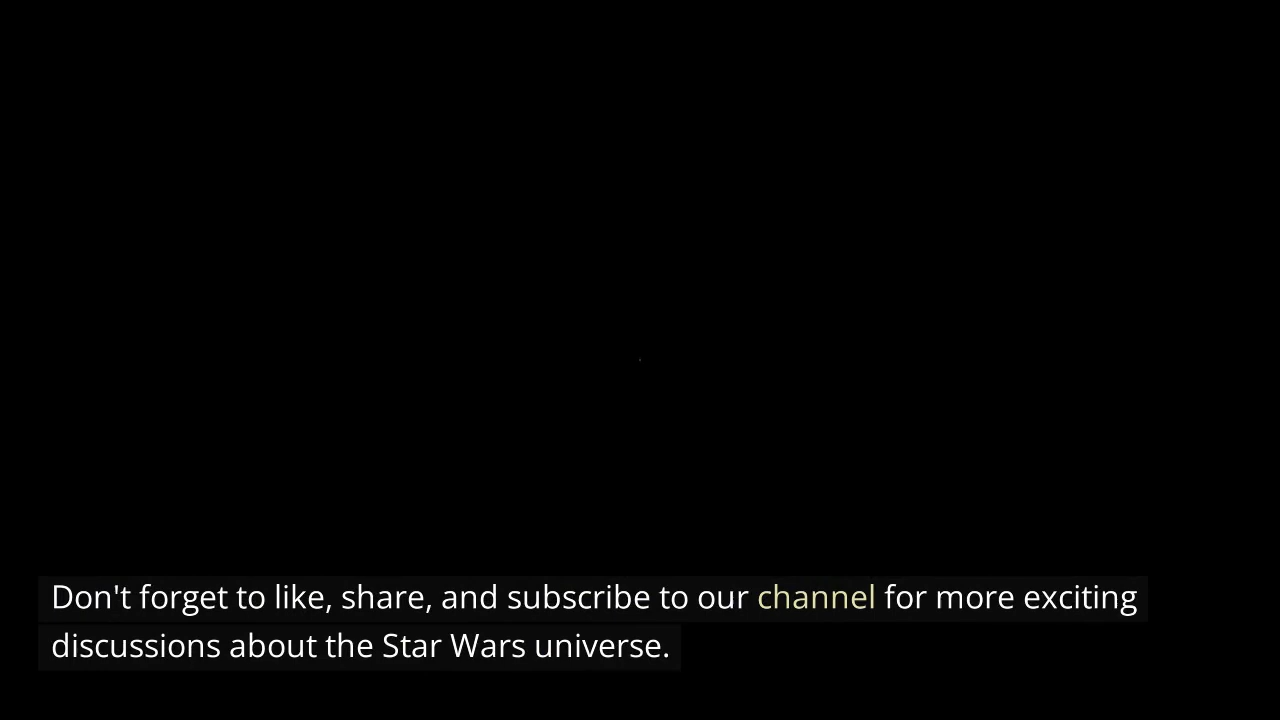 Don't forget to like, share, and subscribe to our channel for more exciting
discussions about the Star Wars universe.